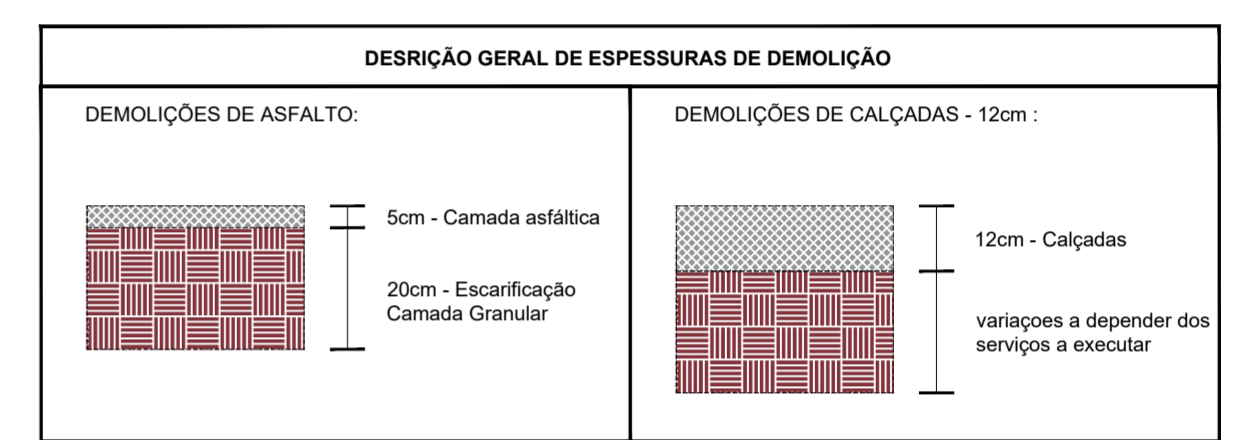 DESRIÇÃO GERAL DE ESPESSURAS DE DEMOLIÇÃO
DEMOLIÇÕES DE ASFALTO:
5cm - Camada asfáltica
20cm - Escarificação
Camada Granular
DEMOLIÇÕES DE CALÇADAS - 12cm :
12cm - Calçadas
variaçoes a depender dos
serviços a executar